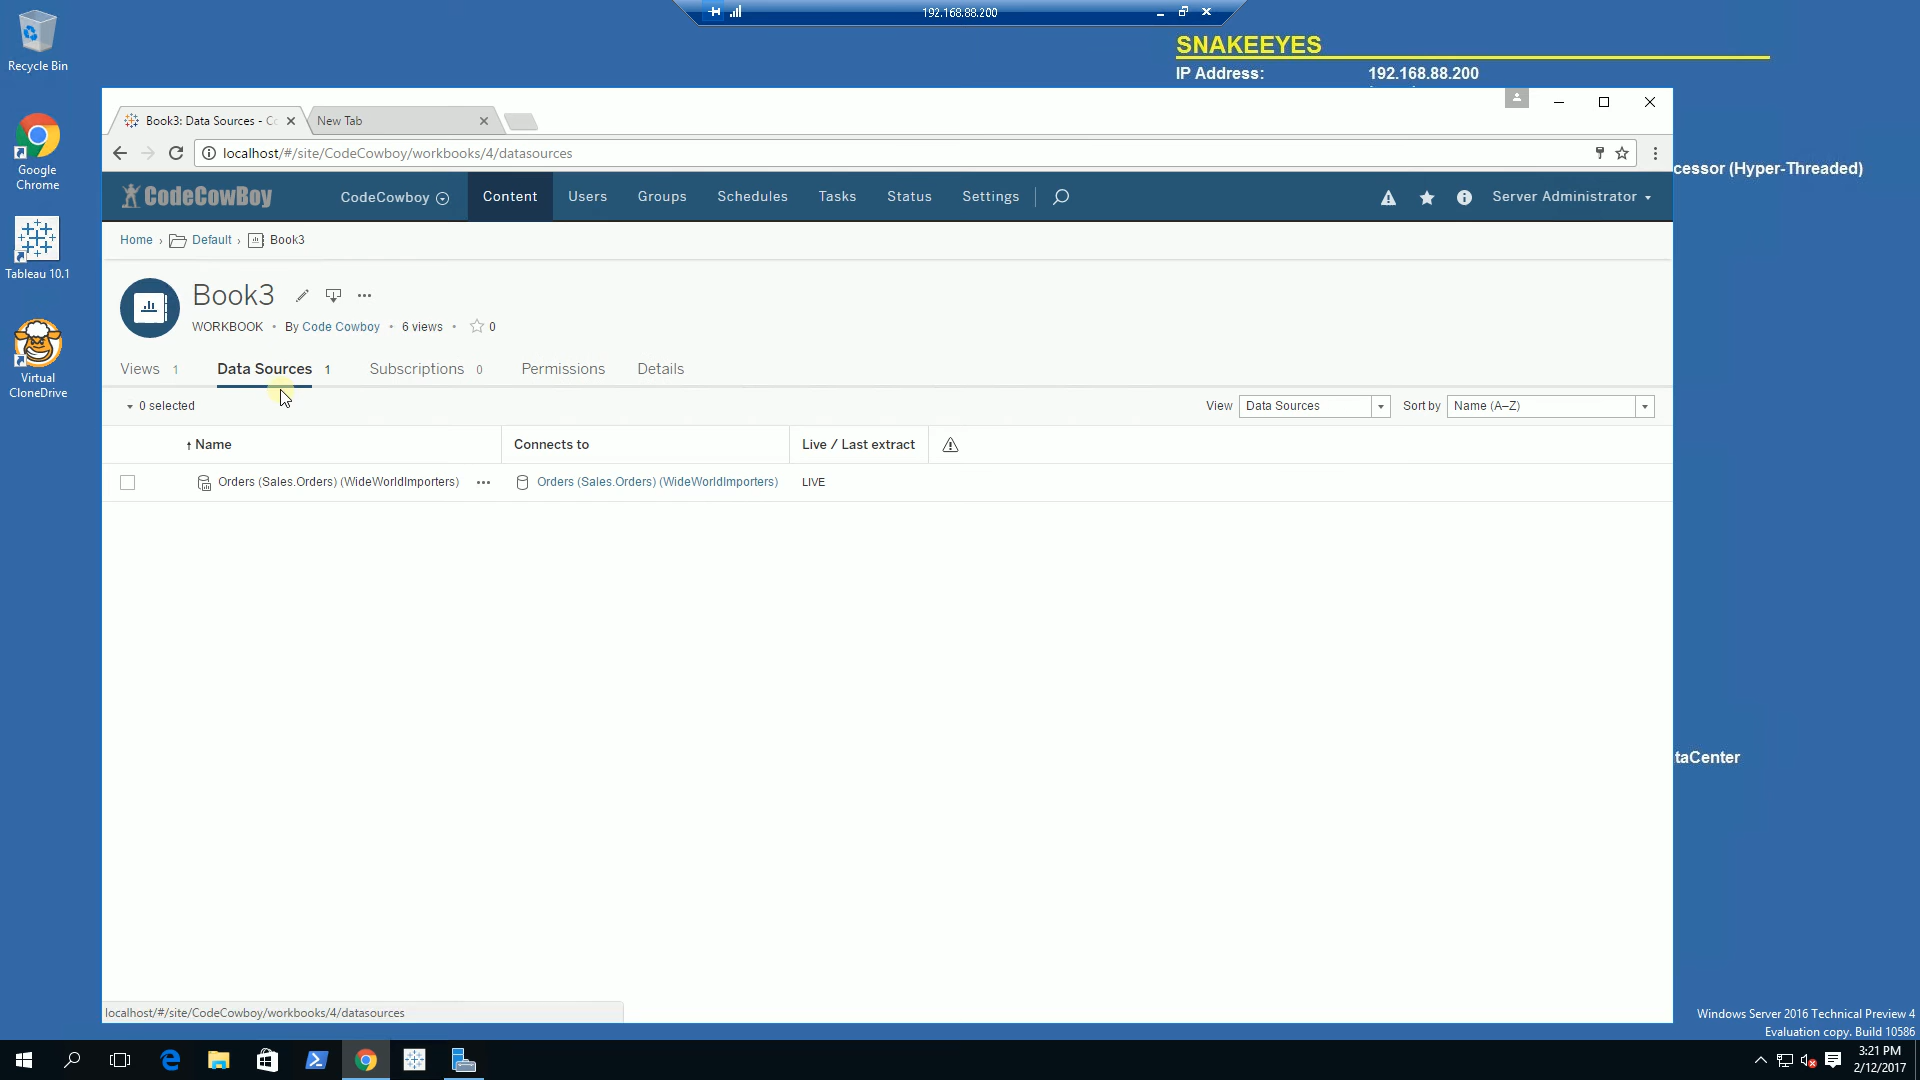 192.168.88.200
SNAKEEYES
IP Address: 192.168.88.200
Recycle Bin
Google
Chrome
Tableau 10.1
Virtual
CloneDrive
Book3: Data Sources - Co
New Tab
localhost/#/site/CodeCowboy/workbooks/4/datasources
cessor (Hyper-Threaded)
CodeCowBoy
CodeCowboy
Content
Users
Groups
Schedules
Tasks
Status
Settings
Server Administrator
Home › Default › Book3
Book3
WORKBOOK • By Code Cowboy • 6 views • 0
Views 1
Data Sources 1
Subscriptions 0
Permissions
Details
0 selected
View Data Sources
Sort by Name (A–Z)
Name
Connects to
Live / Last extract
Orders (Sales.Orders) (WideWorldImporters)
Orders (Sales.Orders) (WideWorldImporters)
LIVE
taCenter
localhost/#/site/CodeCowboy/workbooks/4/datasources
Windows Server 2016 Technical Preview 4
Evaluation copy. Build 10586
3:21 PM
2/12/2017